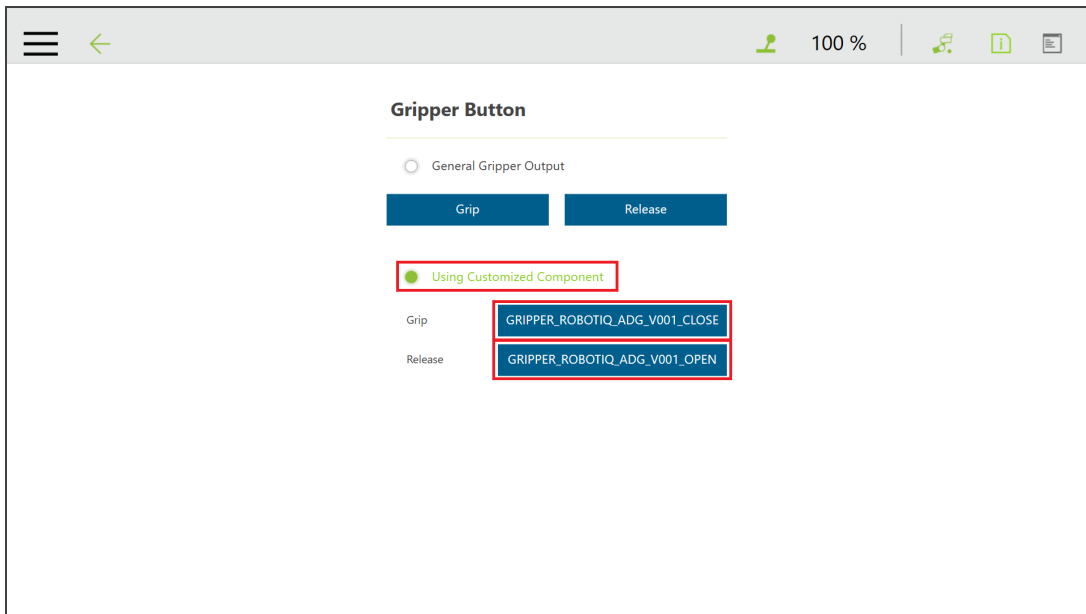 100 %
Gripper Button
General Gripper Output
Grip Release
Using Customized Component
Grip GRIPPER_ROBOTIQ_ADG_V001_CLOSE
Release GRIPPER_ROBOTIQ_ADG_V001_OPEN